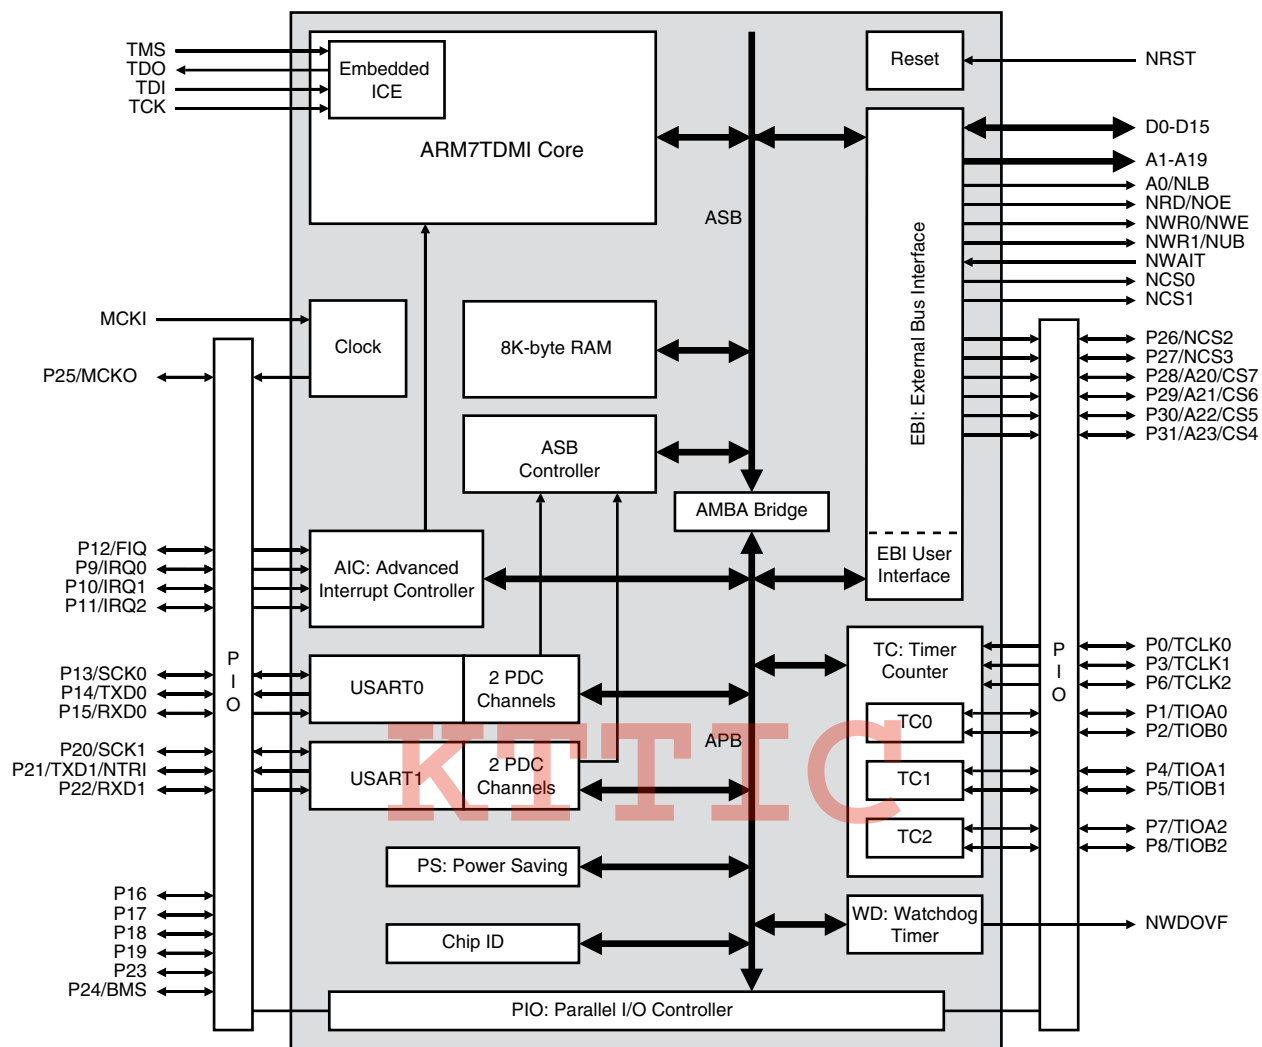 TMS
TDO
TDI
TCK
Embedded
ICE
ARM7TDMI Core
ASB
Reset
NRST
EBI: External Bus Interface
D0-D15
A1-A19
A0/NLB
NRD/NOE
NWR0/NWE
NWR1/NUB
NWAIT
NCS0
NCS1
MCKI
Clock
8K-byte RAM
P25/MCKO
P26/NCS2
P27/NCS3
P28/A20/CS7
P29/A21/CS6
P30/A22/CS5
P31/A23/CS4
ASB
Controller
AMBA Bridge
EBI User
Interface
P12/FIQ
P9/IRQ0
P10/IRQ1
P11/IRQ2
AIC: Advanced
Interrupt Controller
PIO
P13/SCK0
P14/TXD0
P15/RXD0
USART0
2 PDC
Channels
P20/SCK1
P21/TXD1/NTRI
P22/RXD1
USART1
2 PDC
Channels
APB
KTTIC
TC: Timer
Counter
TC0
TC1
TC2
PIO
P0/TCLK0
P3/TCLK1
P6/TCLK2
P1/TIOA0
P2/TIOB0
P4/TIOA1
P5/TIOB1
P7/TIOA2
P8/TIOB2
PS: Power Saving
Chip ID
WD: Watchdog
Timer
NWDOVF
P16
P17
P18
P19
P23
P24/BMS
PIO: Parallel I/O Controller